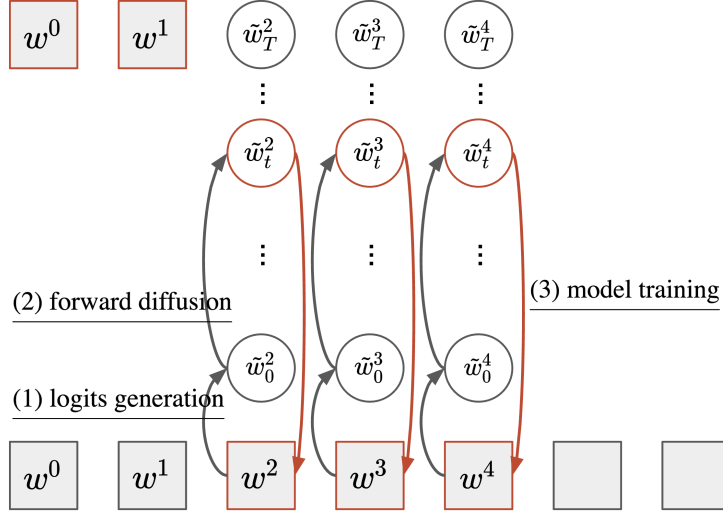 w^0 w^1 w̃_T^2 w̃_T^3 w̃_T^4
⋮ ⋮ ⋮
w̃_t^2 w̃_t^3 w̃_t^4
⋮ ⋮ ⋮
(2) forward diffusion
(3) model training
w̃_0^2 w̃_0^3 w̃_0^4
(1) logits generation
w^0 w^1 w^2 w^3 w^4